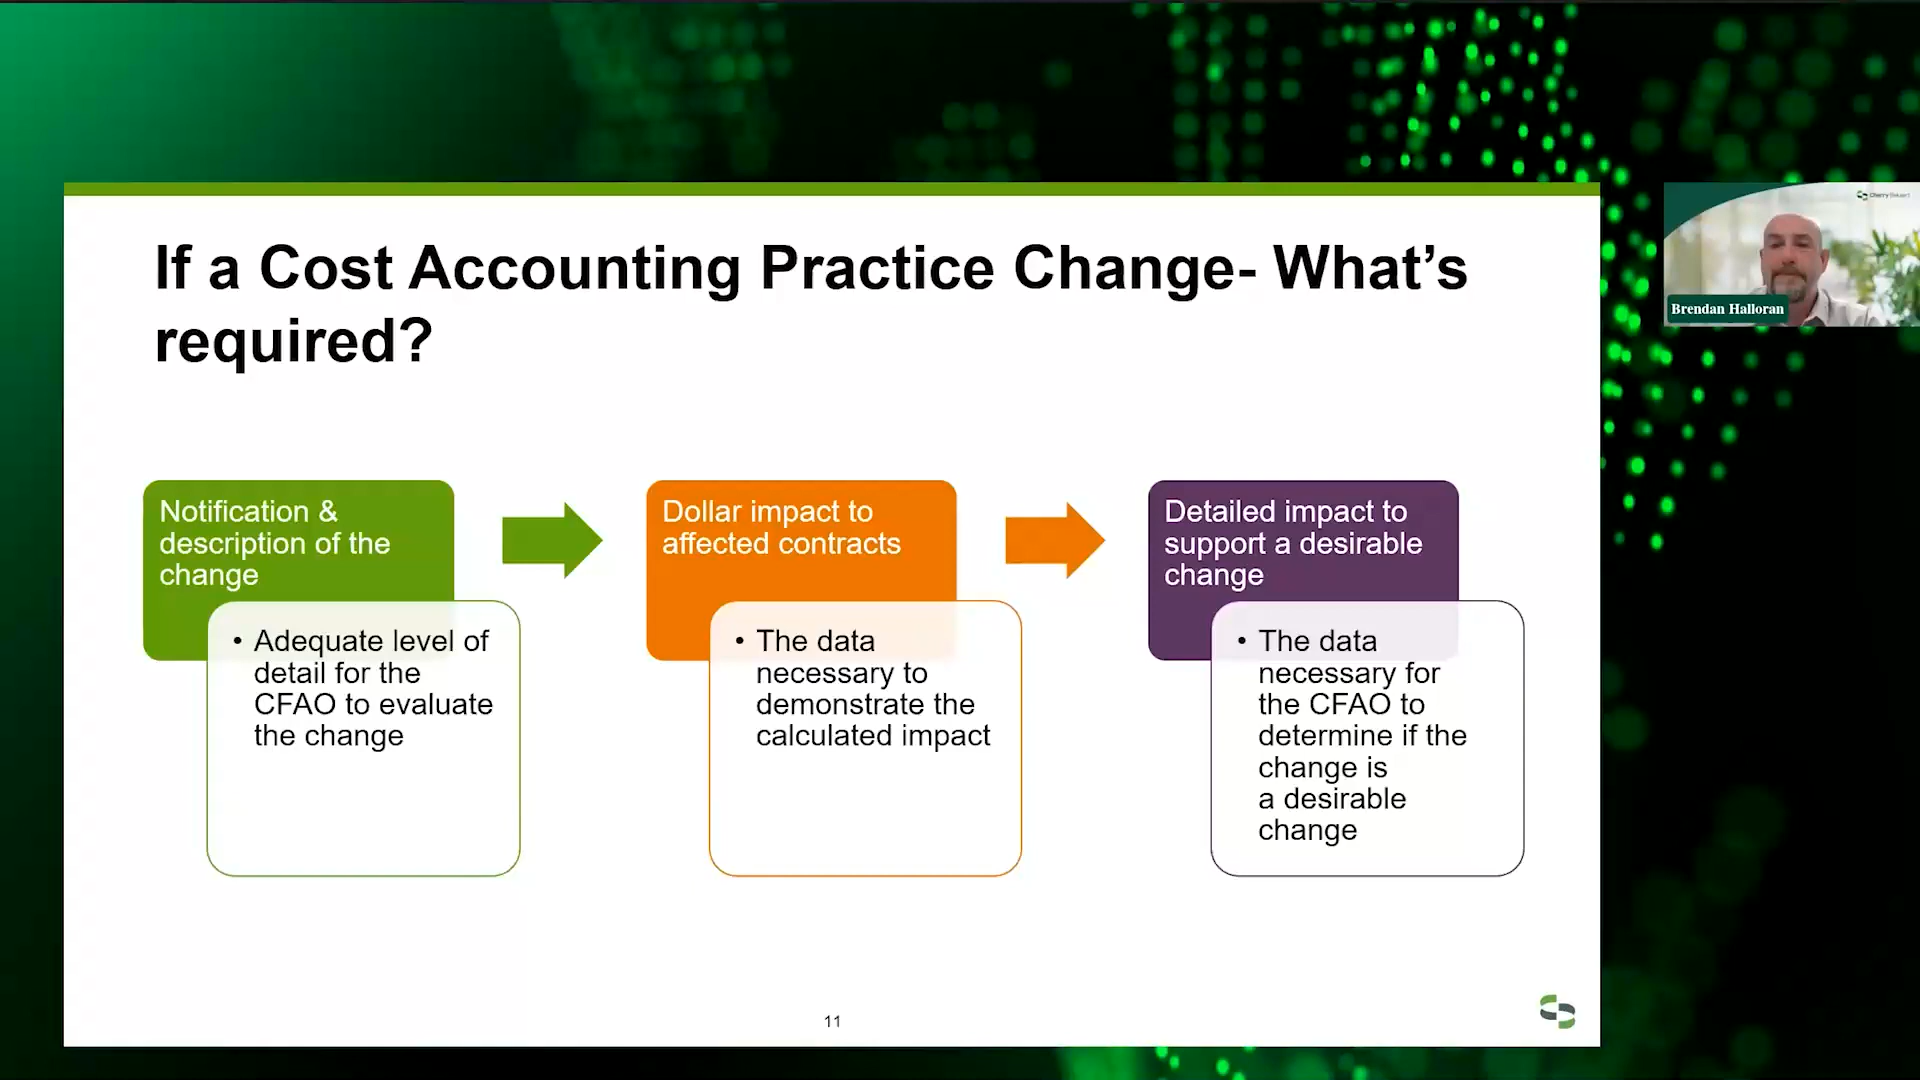 If a Cost Accounting Practice Change- What’s
required?
Notification &
description of the
change
• Adequate level of
detail for the
CFAO to evaluate
the change
Dollar impact to
affected contracts
• The data
necessary to
demonstrate the
calculated impact
Detailed impact to
support a desirable
change
• The data
necessary for
the CFAO to
determine if the
change is
a desirable
change
11
Cherry Bekaert
Brendan Halloran